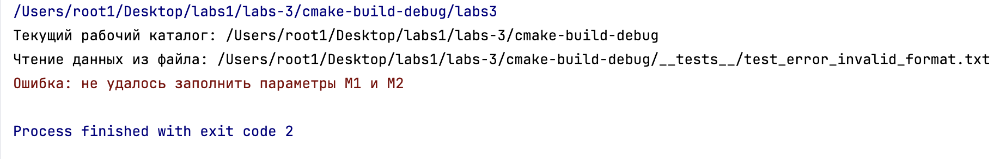 /Users/root1/Desktop/labs1/labs-3/cmake-build-debug/labs3
Текущий рабочий каталог: /Users/root1/Desktop/labs1/labs-3/cmake-build-debug
Чтение данных из файла: /Users/root1/Desktop/labs1/labs-3/cmake-build-debug/__tests__/test_error_invalid_format.txt
Ошибка: не удалось заполнить параметры M1 и M2
Process finished with exit code 2